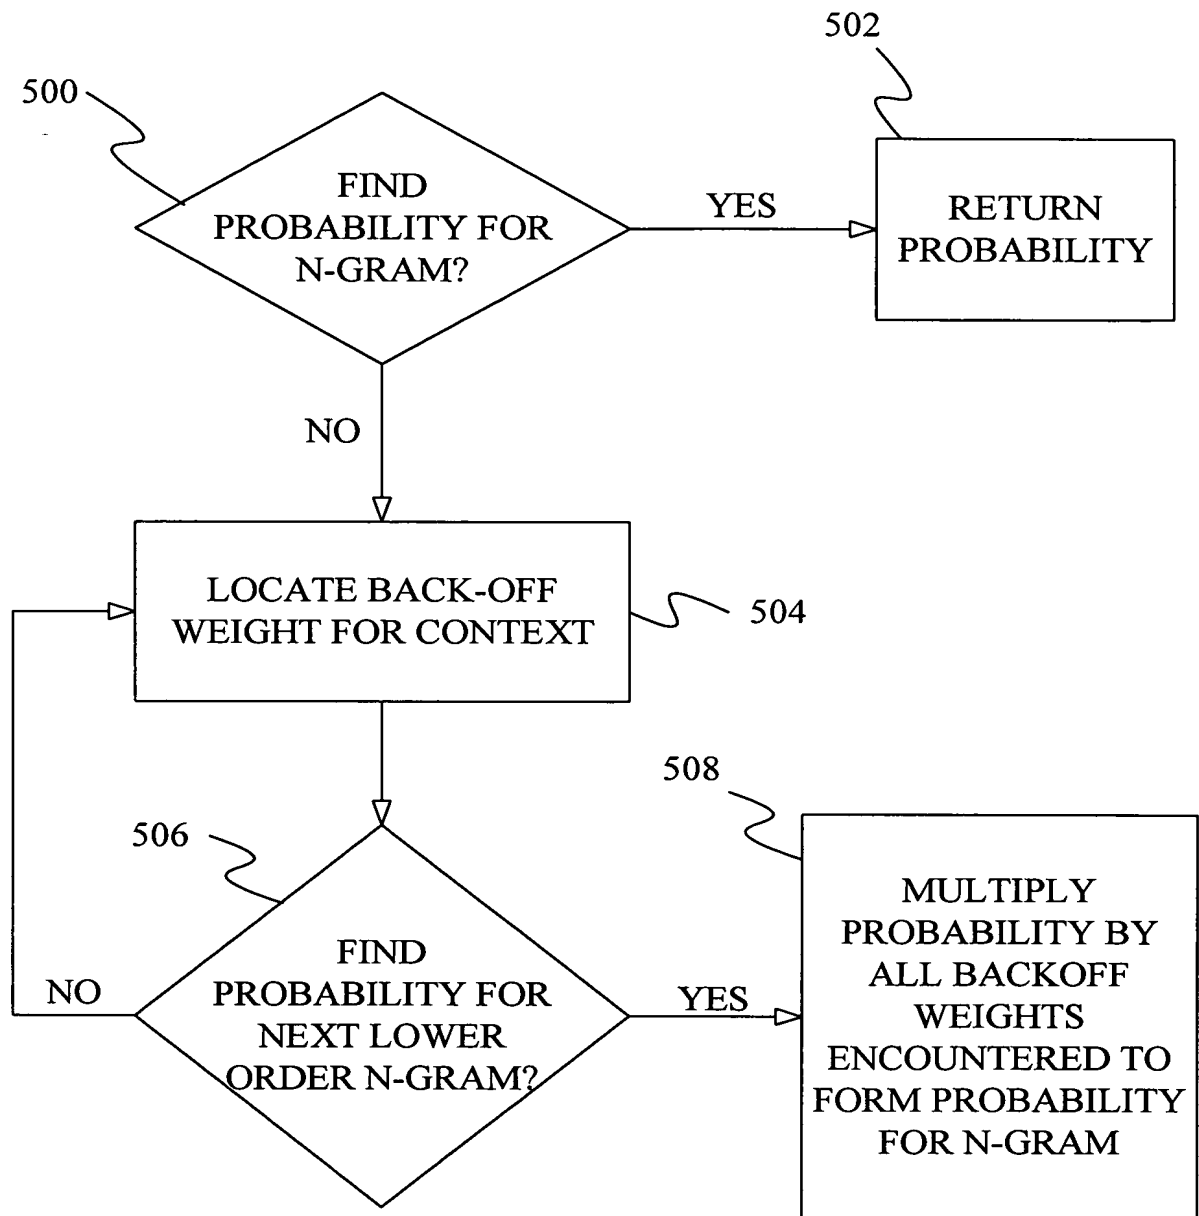 502
500
FIND
PROBABILITY FOR
N-GRAM?
YES
RETURN
PROBABILITY
NO
LOCATE BACK-OFF
WEIGHT FOR CONTEXT
504
508
506
FIND
PROBABILITY FOR
NEXT LOWER
ORDER N-GRAM?
NO
YES
MULTIPLY
PROBABILITY BY
ALL BACKOFF
WEIGHTS
ENCOUNTERED TO
FORM PROBABILITY
FOR N-GRAM